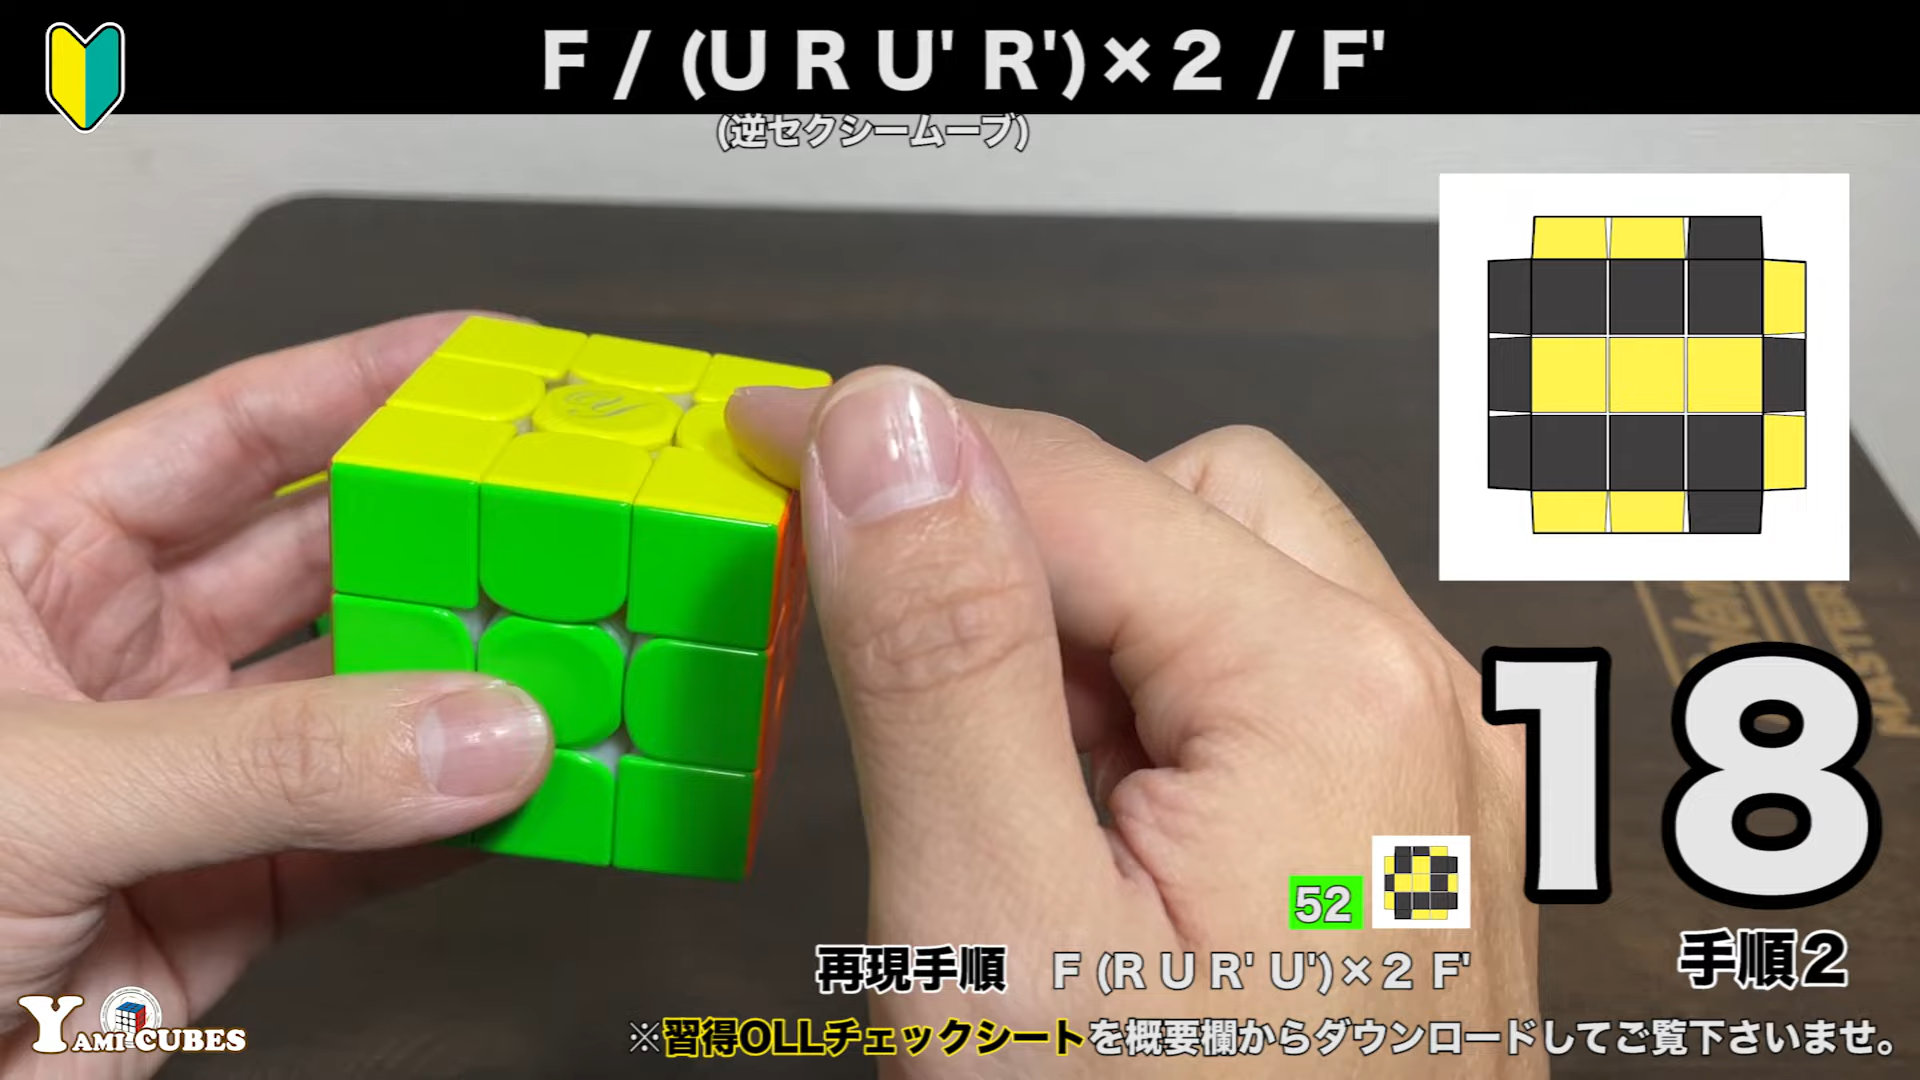 F / (U R U' R')×2 / F'
(逆セクシームーブ)
MASTER
18
52
手順2
再現手順 F (R U R' U')×2 F'
YAMI CUBES
※習得OLLチェックシートを概要欄からダウンロードしてご覧下さいませ。